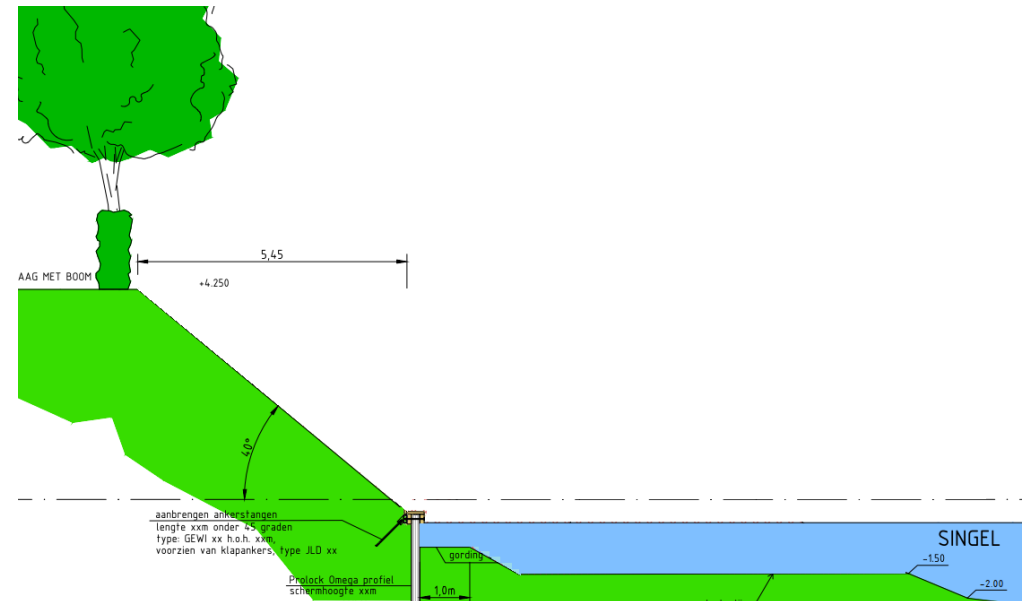 5,45
AAG MET BOOM
+4.250
40°
aanbrengen ankerstangen
lengte xxm onder 45 graden
type: GEWI xx h.o.h. xxm,
voorzien van klapankers, type JLD xx
SINGEL
gording
-1.50
Prolock Omega profiel
schermhoogte xxm
1,0m
-2.00